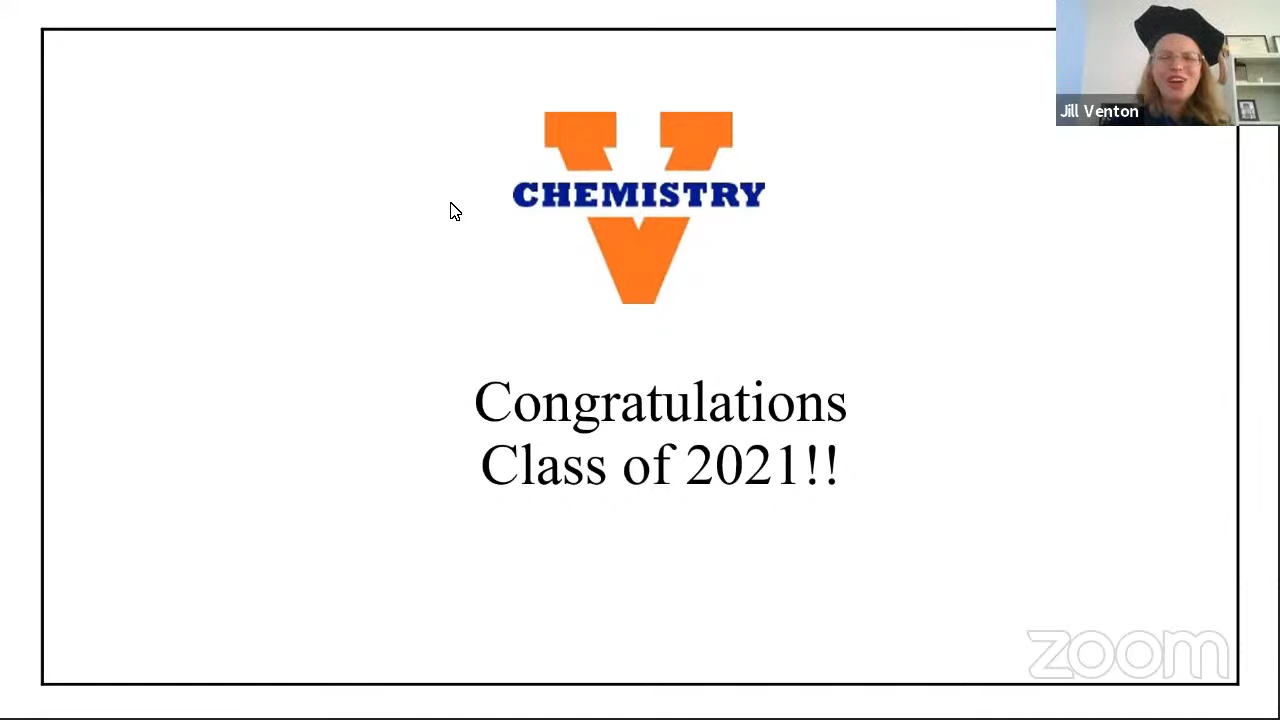 Jill Venton
CHEMISTRY
V
Congratulations
Class of 2021!!
zoom